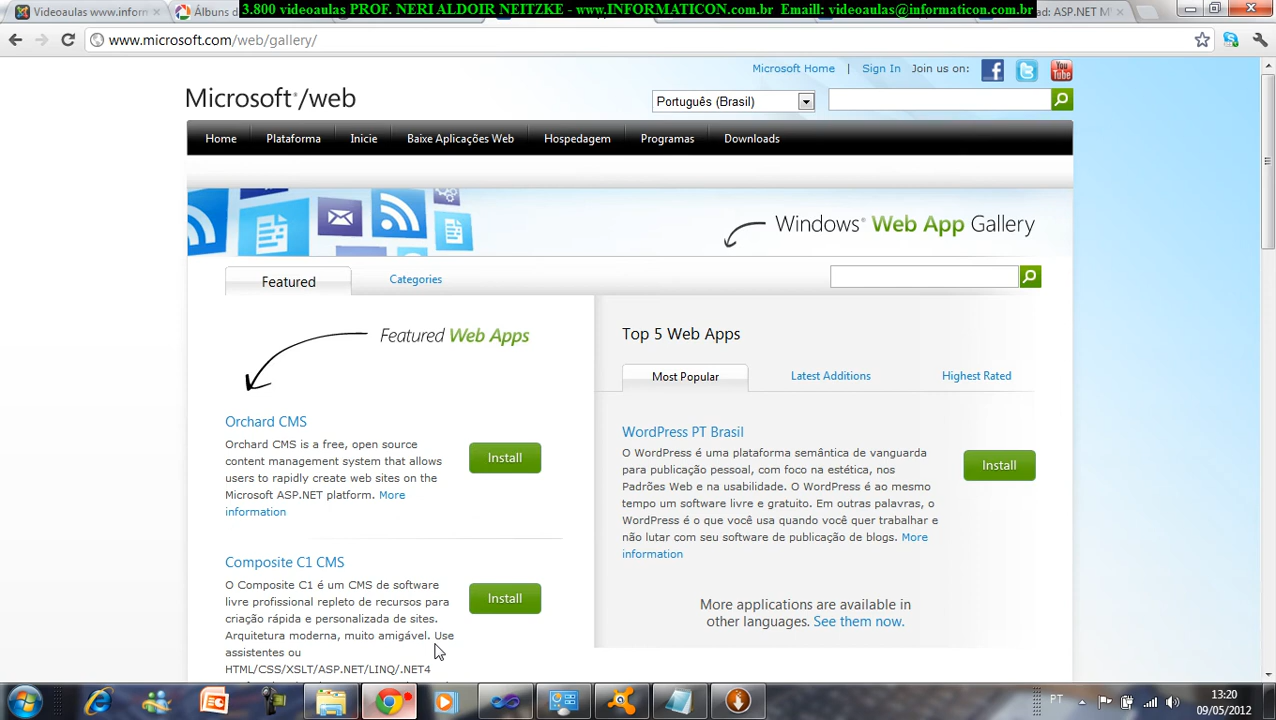 3.800 videoaulas PROF. NERI ALDOIR NEITZKE - www.INFORMATICON.com.br Emaill: videoaulas@informaticon.com.br
Videoaulas www.inform
Álbuns d
ad: ASP.NET M
www.microsoft.com/web/gallery/
Microsoft Home | Sign In Join us on:
You Tube
Microsoft®/web
Português (Brasil)
Home Plataforma Inicie Baixe Aplicações Web Hospedagem Programas Downloads
Windows® Web App Gallery
Featured Categories
Featured Web Apps
Orchard CMS
Orchard CMS is a free, open source
content management system that allows
users to rapidly create web sites on the
Microsoft ASP.NET platform. More
information
Install
Composite C1 CMS
O Composite C1 é um CMS de software
livre profissional repleto de recursos para
criação rápida e personalizada de sites.
Arquitetura moderna, muito amigável. Use
assistentes ou
HTML/CSS/XSLT/ASP.NET/LINQ/.NET4
Install
Top 5 Web Apps
Most Popular Latest Additions Highest Rated
WordPress PT Brasil
O WordPress é uma plataforma semântica de vanguarda
para publicação pessoal, com foco na estética, nos
Padrões Web e na usabilidade. O WordPress é ao mesmo
tempo um software livre e gratuito. Em outras palavras, o
WordPress é o que você usa quando você quer trabalhar e
não lutar com seu software de publicação de blogs. More
information
Install
More applications are available in
other languages. See them now.
PT
13:20
09/05/2012